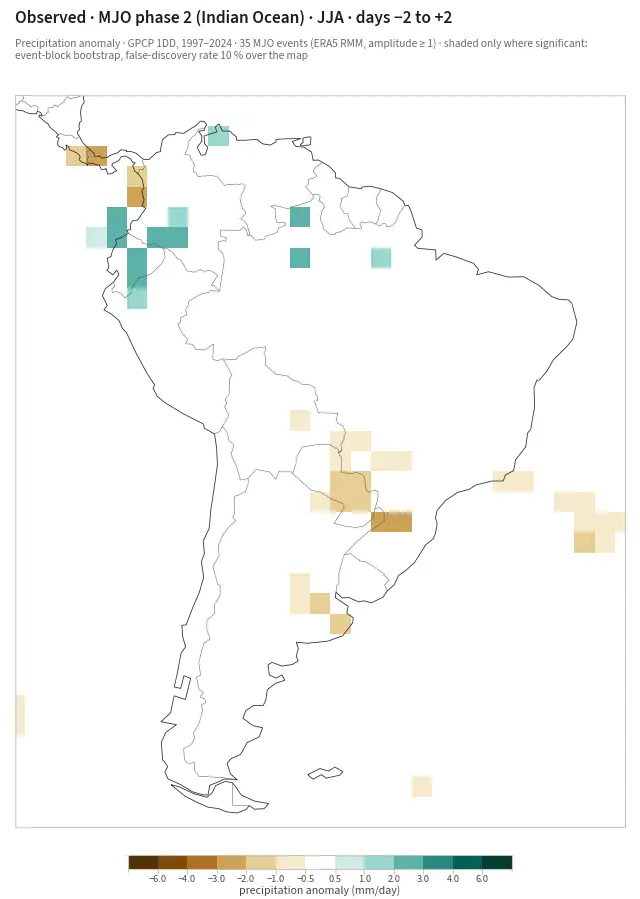 Observed · MJO phase 2 (Indian Ocean) · JJA · days −2 to +2
Precipitation anomaly · GPCP 1DD, 1997–2024 · 35 MJO events (ERA5 RMM, amplitude ≥ 1) · shaded only where significant:
event-block bootstrap, false-discovery rate 10 % over the map
−6.0 −4.0 −3.0 −2.0 −1.0 −0.5 0.5 1.0 2.0 3.0 4.0 6.0
precipitation anomaly (mm/day)